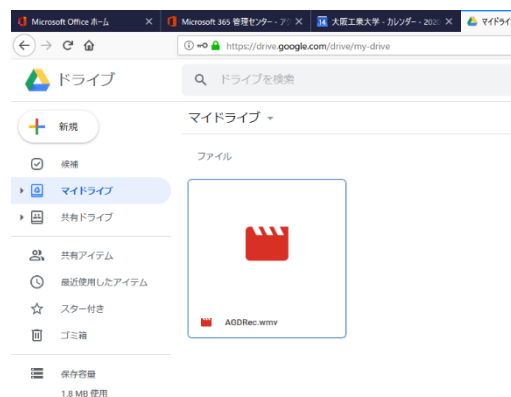 Microsoft Office ホーム
Microsoft 365 管理センター - ア
大阪工業大学 - カレンダー - 2020
マイドライ
https://drive.google.com/drive/my-drive
ドライブ
ドライブを検索
新規
マイドライブ
候補
ファイル
マイドライブ
共有ドライブ
共有アイテム
最近使用したアイテム
スター付き
ゴミ箱
AGDRec.wmv
保存容量
1.8 MB 使用